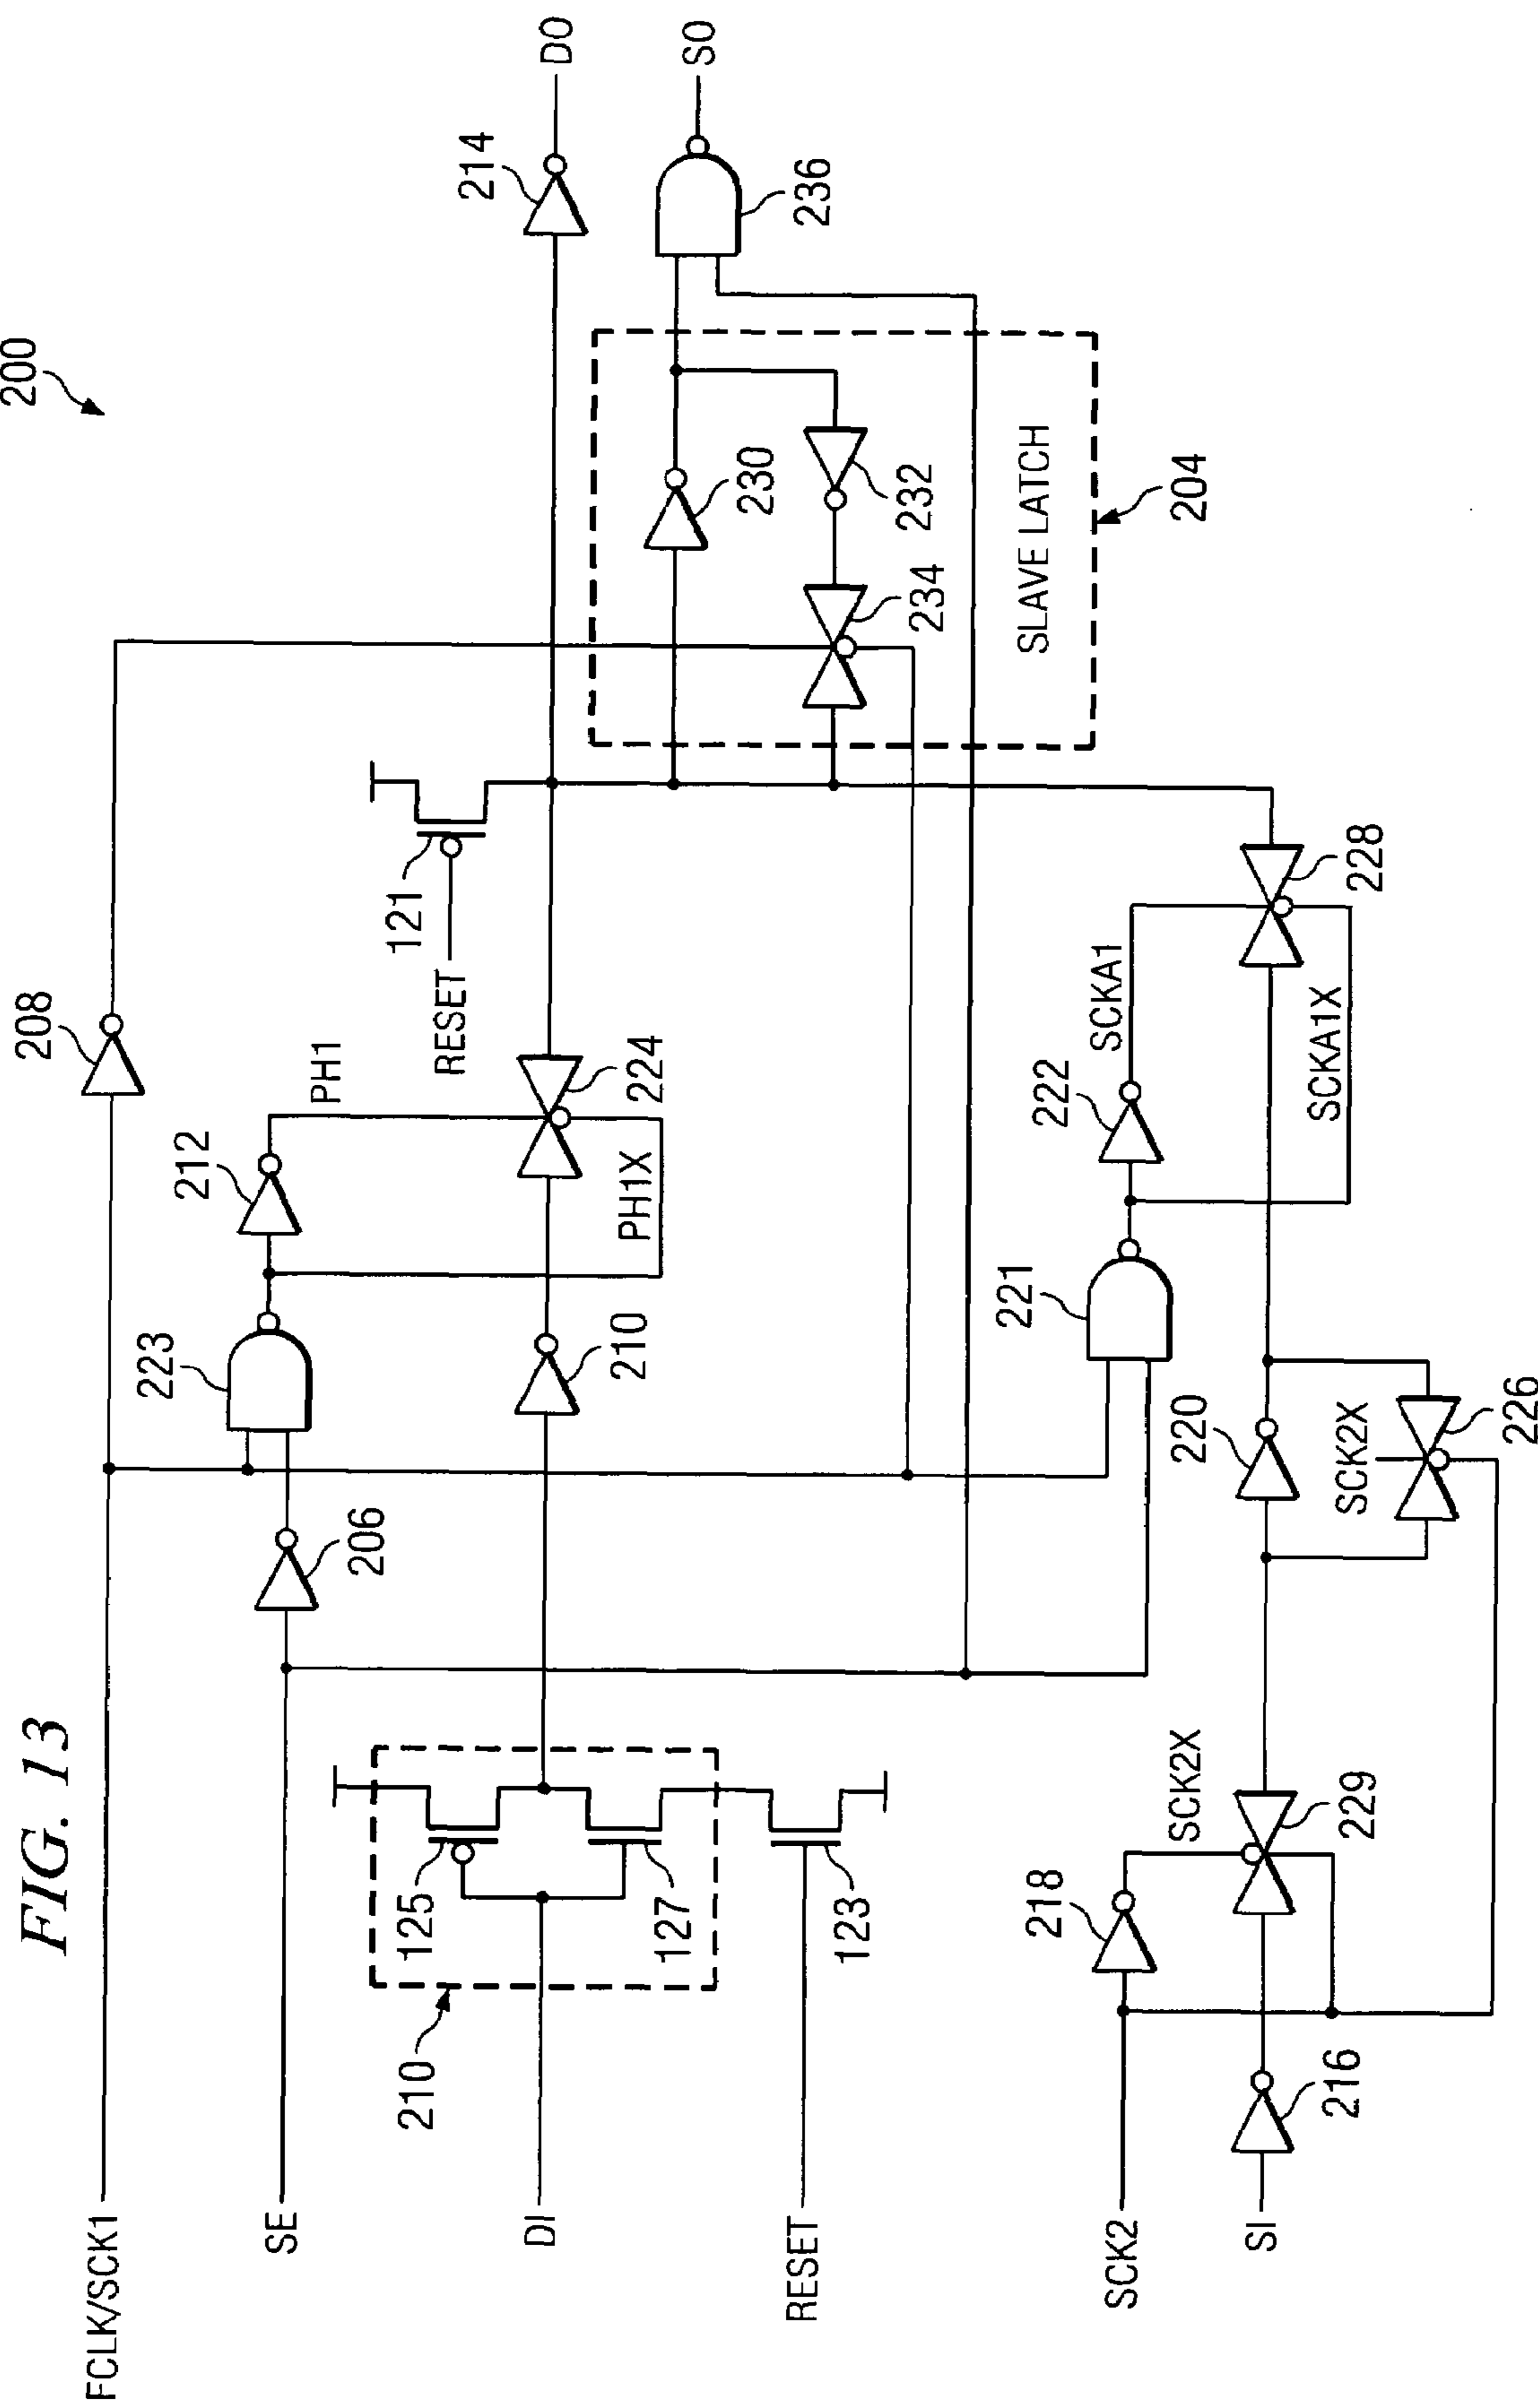 FIG. 13
200
FCLK/SCK1
208
SE
206
223
212
PH1
PH1X
224
DI
210
125
127
210
RESET
121
214
DO
RESET
123
230
232
234
SLAVE LATCH
204
236
SO
SCK2
218
SCK2X
229
SI
216
220
SCK2X
226
221
222
SCKA1
SCKA1X
228